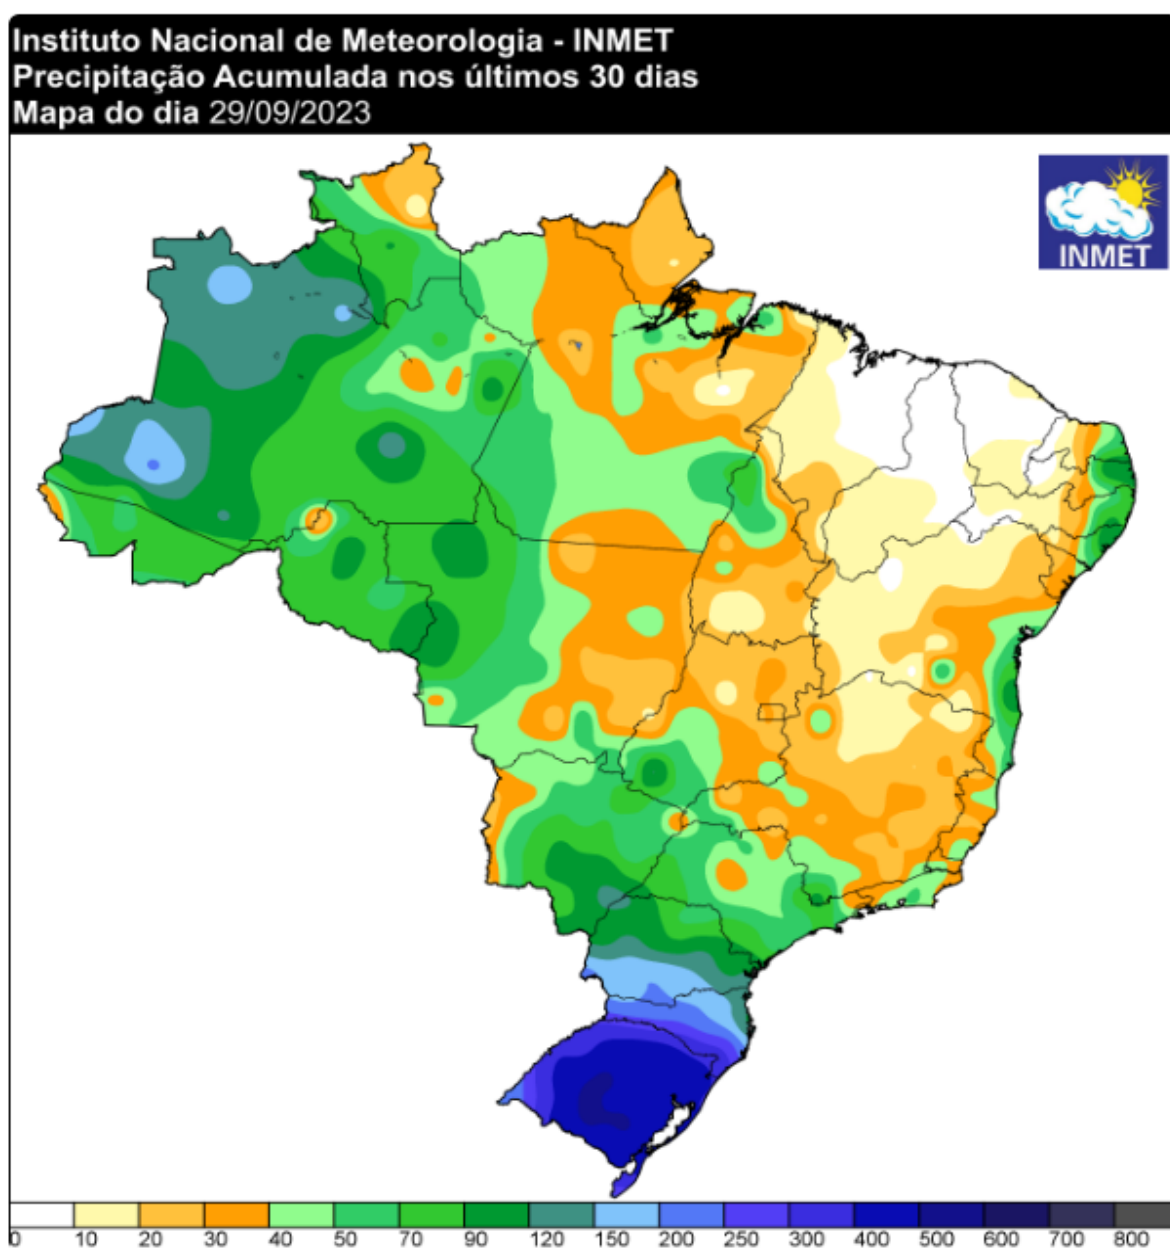 Instituto Nacional de Meteorologia - INMET
Precipitação Acumulada nos últimos 30 dias
Mapa do dia 29/09/2023
INMET
0 10 20 30 40 50 70 90 120 150 200 250 300 400 500 600 700 800